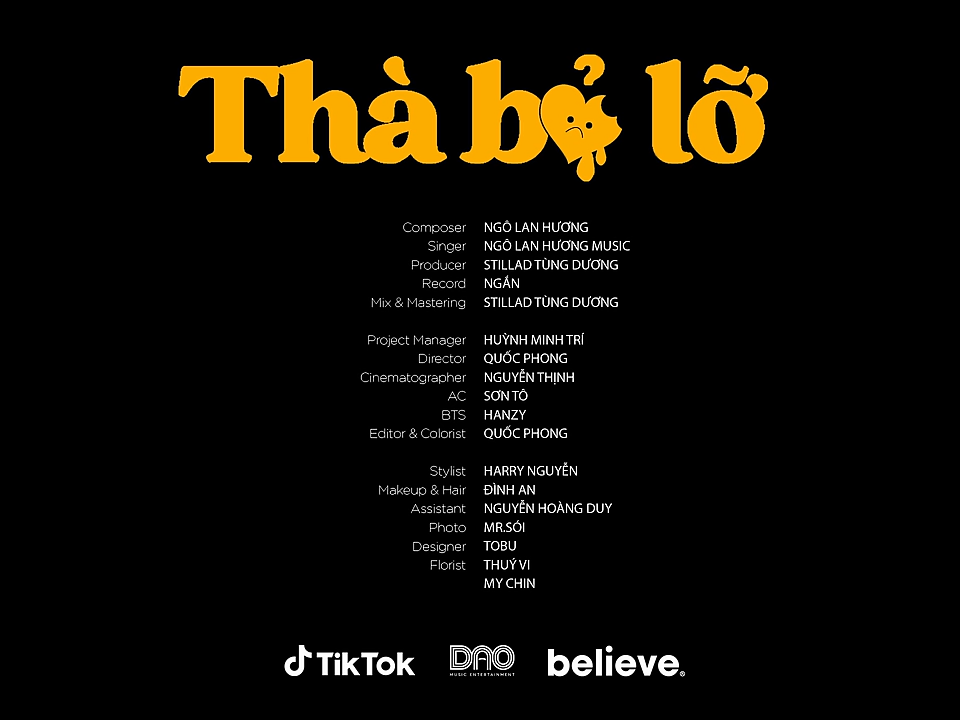 Thà bỏ lỡ
Composer NGÔ LAN HƯƠNG
Singer NGÔ LAN HƯƠNG MUSIC
Producer STILLAD TÙNG DƯƠNG
Record NGẮN
Mix & Mastering STILLAD TÙNG DƯƠNG
Project Manager HUỲNH MINH TRÍ
Director QUỐC PHONG
Cinematographer NGUYỄN THỊNH
AC SƠN TÔ
BTS HANZY
Editor & Colorist QUỐC PHONG
Stylist HARRY NGUYỄN
Makeup & Hair ĐÌNH AN
Assistant NGUYỄN HOÀNG DUY
Photo MR.SÓI
Designer TOBU
Florist THUÝ VI
MY CHIN
TikTok DAO believe.®
MUSIC ENTERTAINMENT